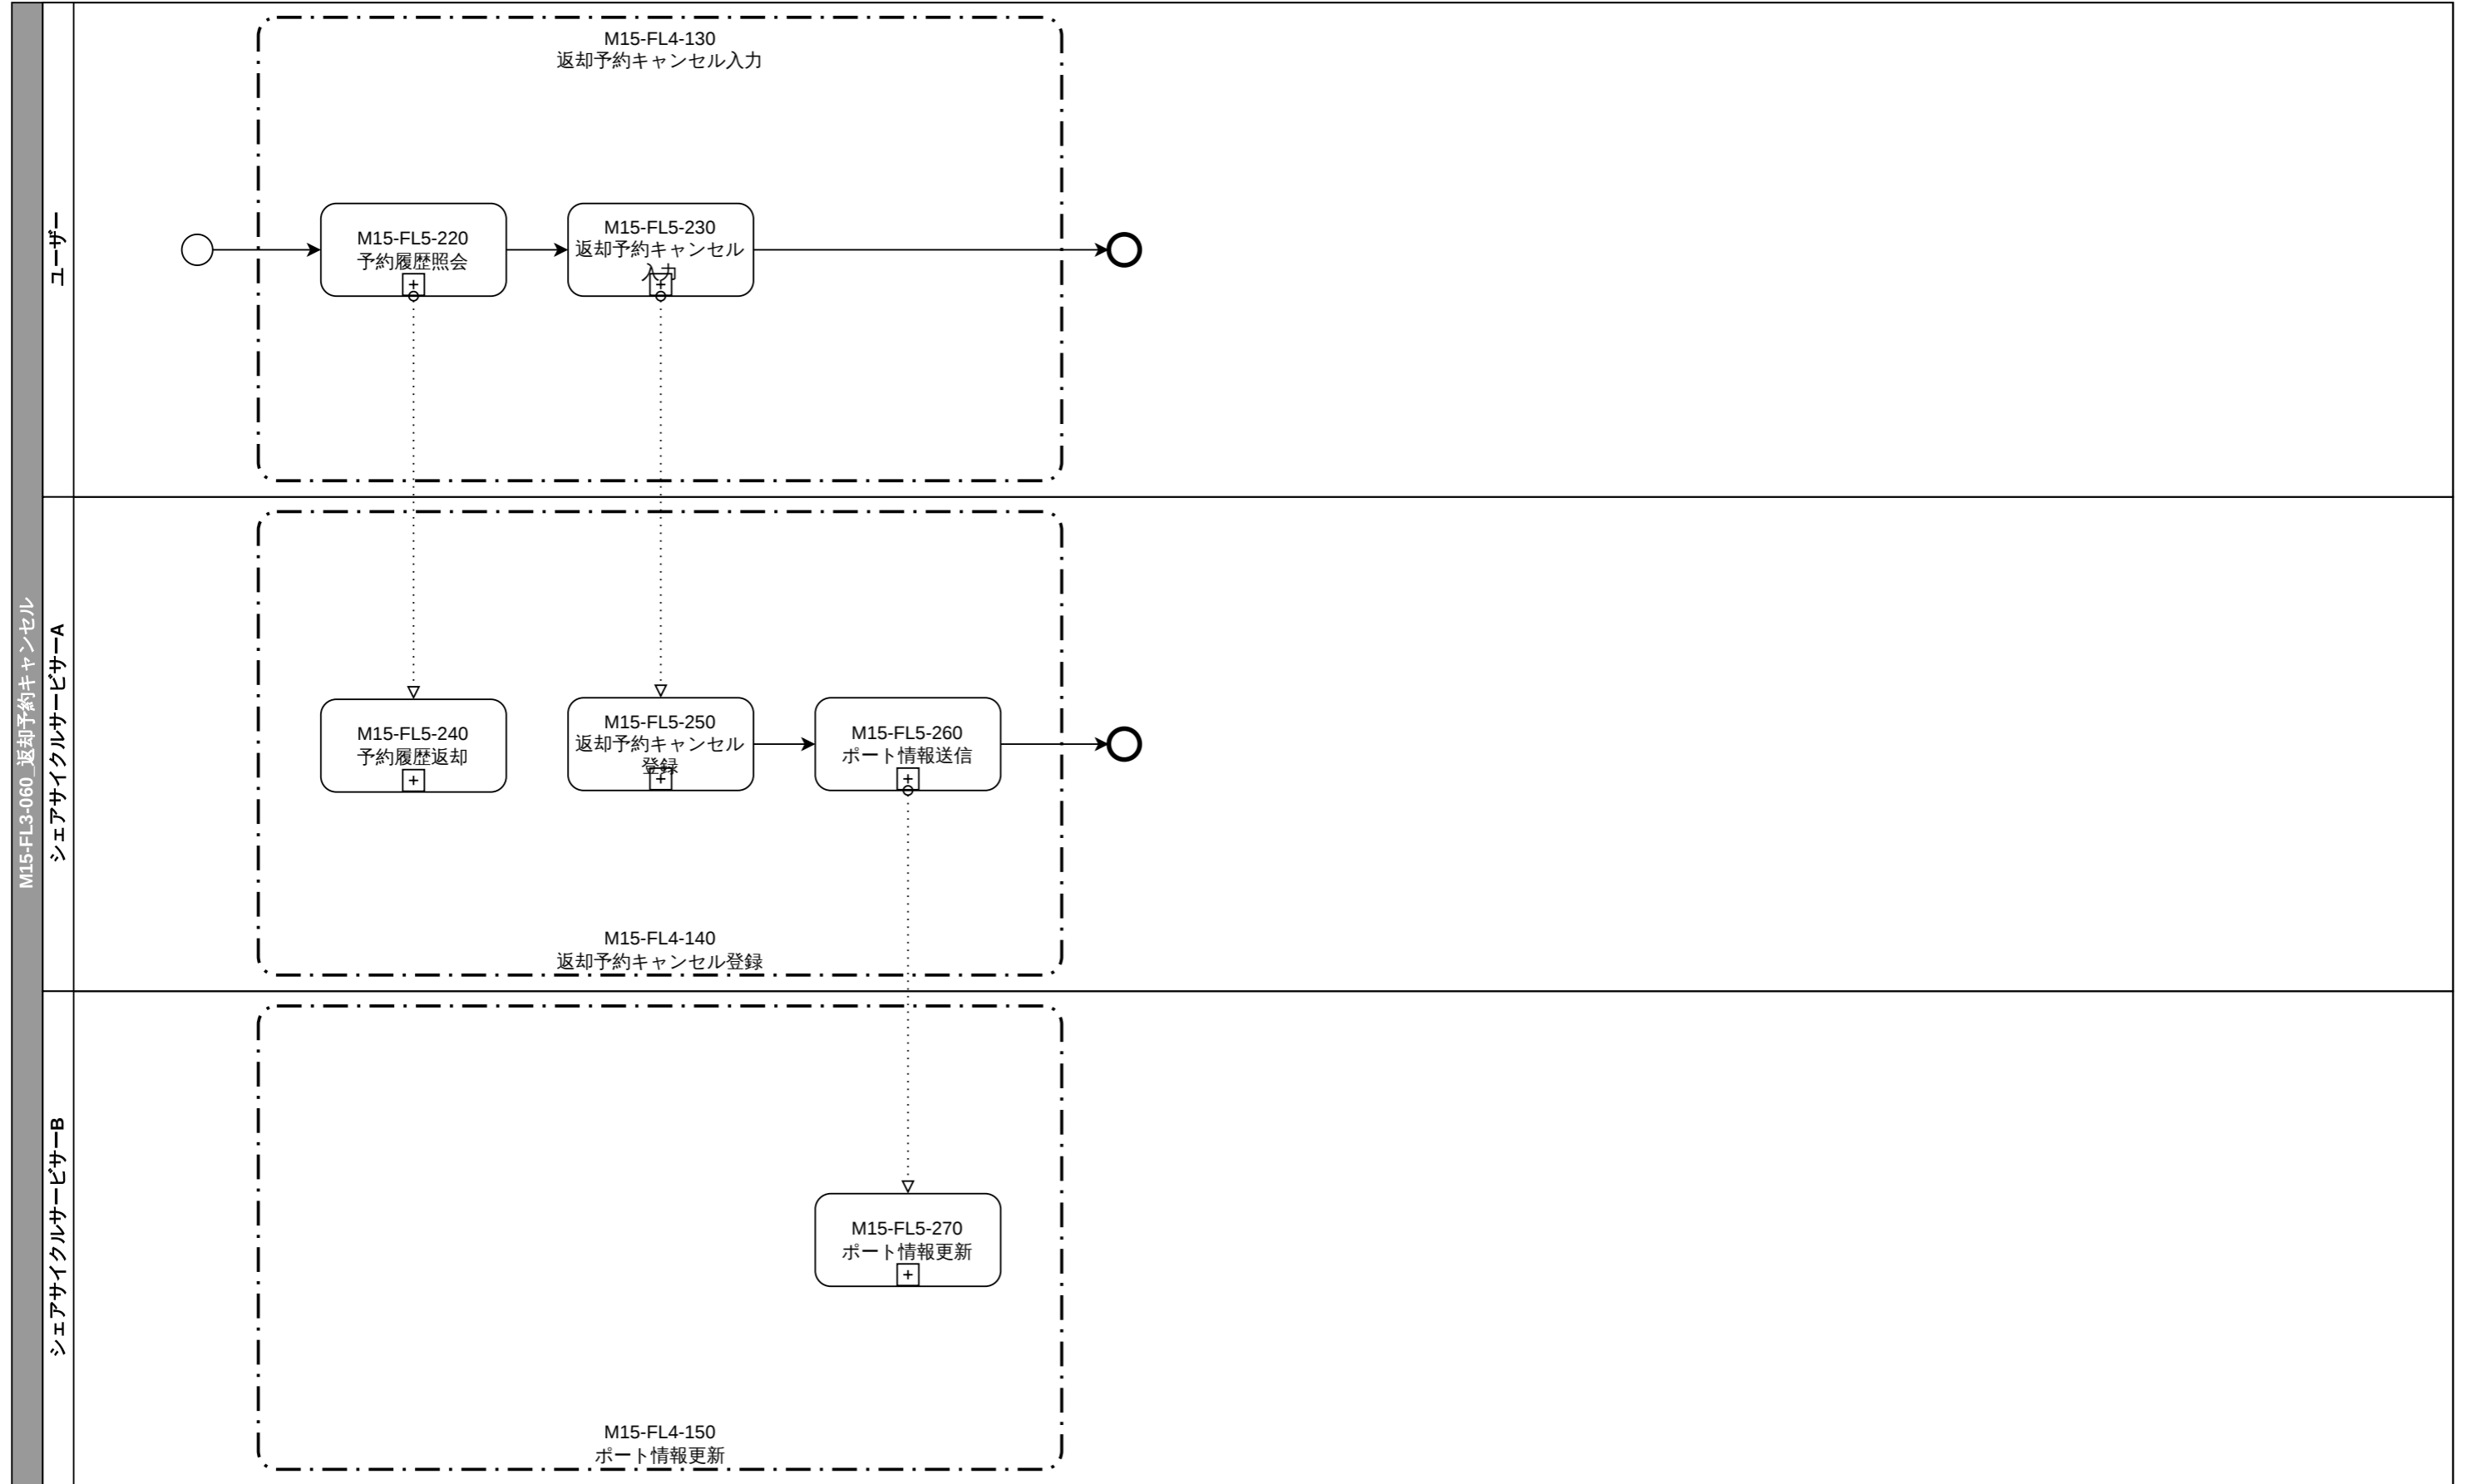 M15-FL3-060_返却予約キャンセル
ユーザー
M15-FL4-130
返却予約キャンセル入力
M15-FL5-220
予約履歴照会
+
M15-FL5-230
返却予約キャンセル
入力
+
シェアサイクルサービサーA
M15-FL5-240
予約履歴返却
+
M15-FL5-250
返却予約キャンセル
登録
+
M15-FL5-260
ポート情報送信
+
M15-FL4-140
返却予約キャンセル登録
シェアサイクルサービサーB
M15-FL5-270
ポート情報更新
+
M15-FL4-150
ポート情報更新